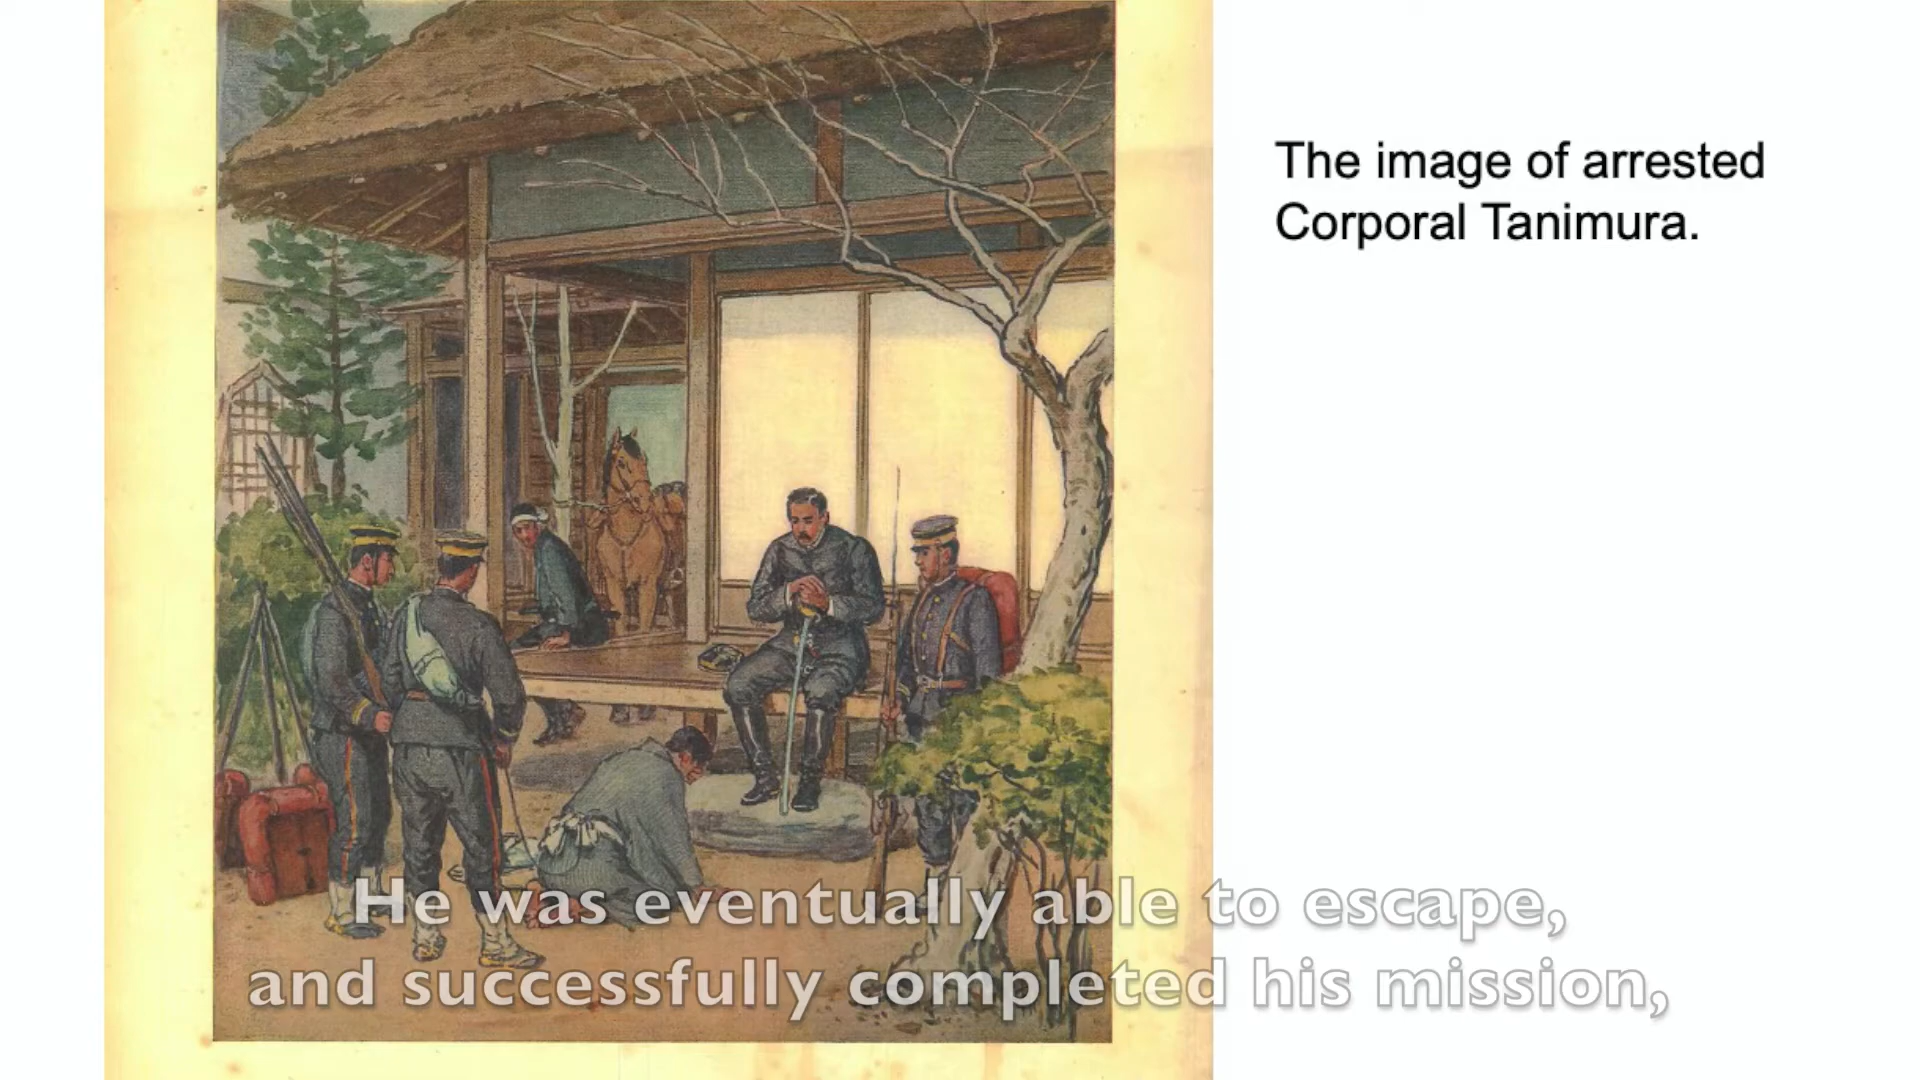 The image of arrested
Corporal Tanimura.
He was eventually able to escape,
and successfully completed his mission,